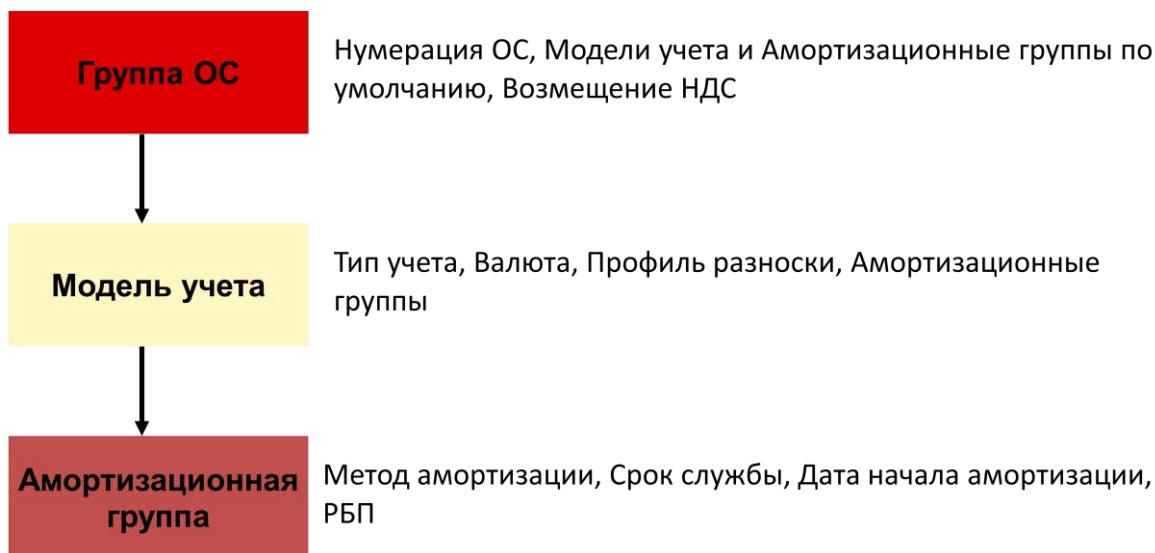 Группа ОС
Нумерация ОС, Модели учета и Амортизационные группы по
умолчанию, Возмещение НДС
Модель учета
Тип учета, Валюта, Профиль разноски, Амортизационные
группы
Амортизационная
группа
Метод амортизации, Срок службы, Дата начала амортизации,
РБП